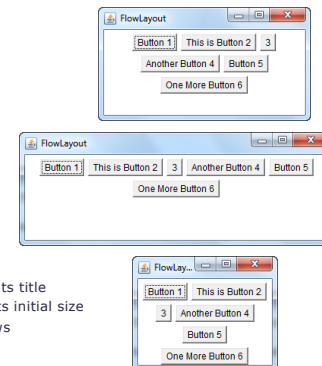 FlowLayout
Button 1 This is Button 2 3
Another Button 4 Button 5
One More Button 6
FlowLayout
Button 1 This is Button 2 3 Another Button 4 Button 5
One More Button 6
FlowLay...
Button 1 This is Button 2
3 Another Button 4
Button 5
One More Button 6
ts title
ts initial size
ws